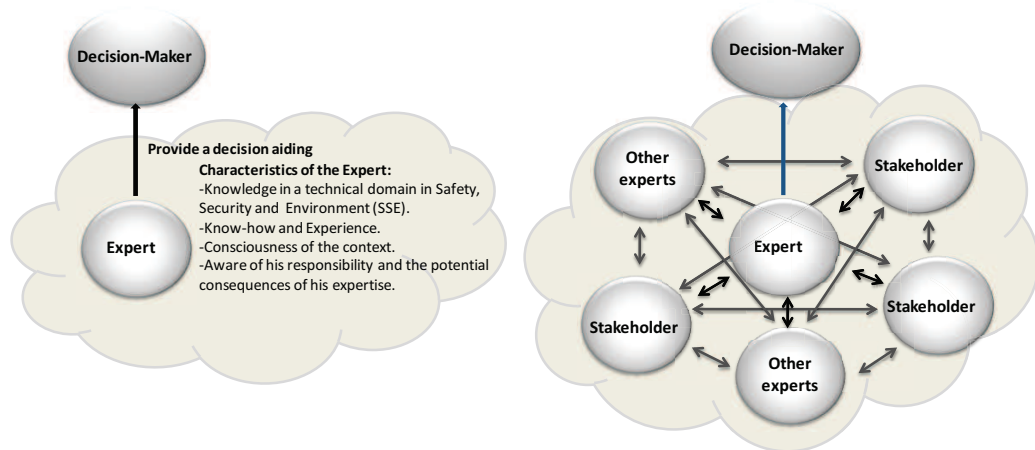 Decision-Maker
Provide a decision aiding
Characteristics of the Expert:
-Knowledge in a technical domain in Safety,
Security and Environment (SSE).
-Know-how and Experience.
-Consciousness of the context.
-Aware of his responsibility and the potential
consequences of his expertise.
Expert
Decision-Maker
Other
experts
Stakeholder
Expert
Stakeholder
Stakeholder
Other
experts